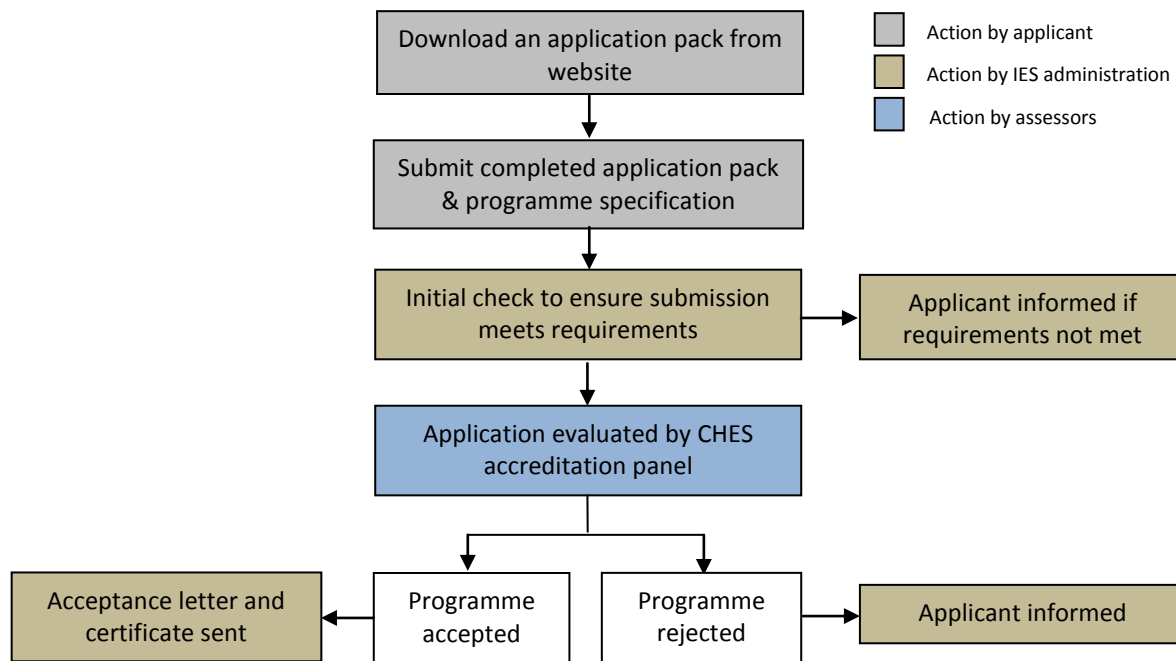 Download an application pack from
website
Action by applicant
Action by IES administration
Action by assessors
Submit completed application pack
& programme specification
Initial check to ensure submission
meets requirements
Applicant informed if
requirements not met
Application evaluated by CHES
accreditation panel
Acceptance letter and
certificate sent
Programme
accepted
Programme
rejected
Applicant informed